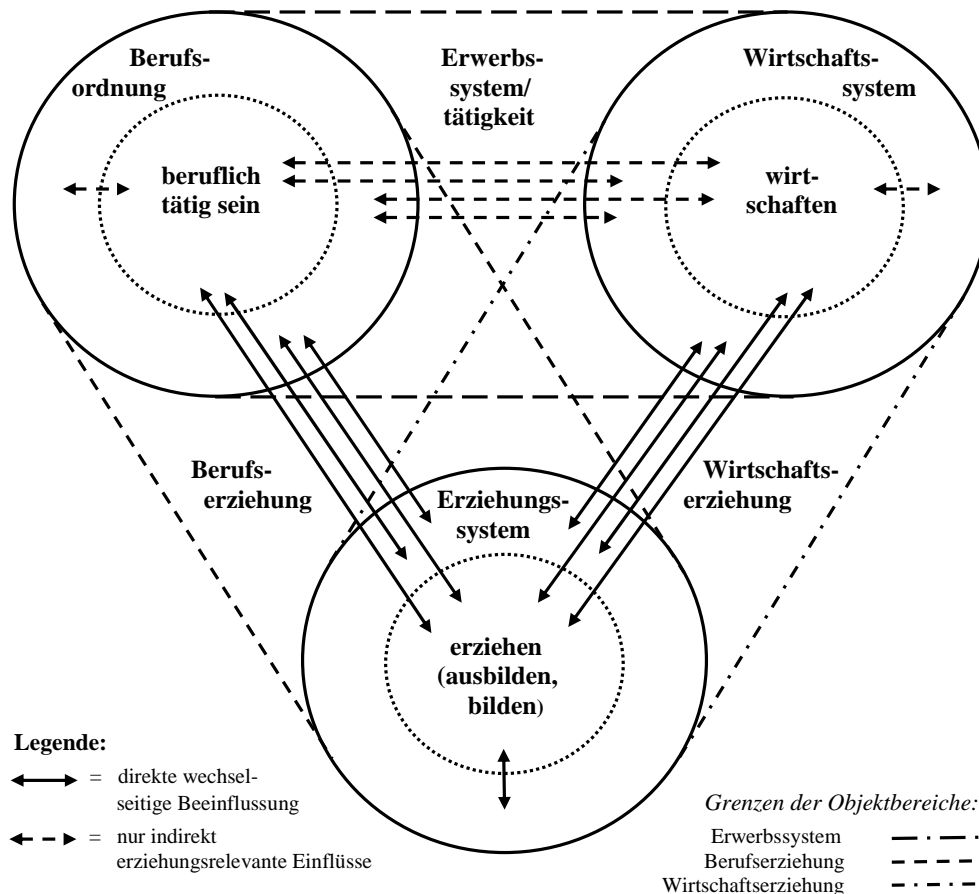 Berufs-
ordnung
Erwerbs-
system/
tätigkeit
Wirtschafts-
system
beruflich
tätig sein
wirt-
schaften
Berufs-
erziehung
Erziehungs-
system
Wirtschafts-
erziehung
erziehen
(ausbilden,
bilden)
Legende:
= direkte wechsel-
seitige Beeinflussung
= nur indirekt
erziehungsrelevante Einflüsse
Grenzen der Objektbereiche:
Erwerbssystem
Berufserziehung
Wirtschaftserziehung